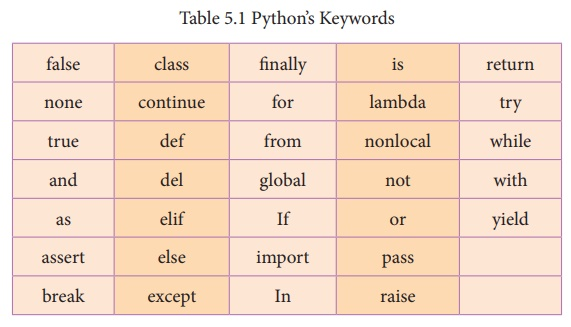 Table 5.1 Python's Keywords
false class finally is return
none continue for lambda try
true def from nonlocal while
and del global not with
as elif If or yield
assert else import pass
break except In raise